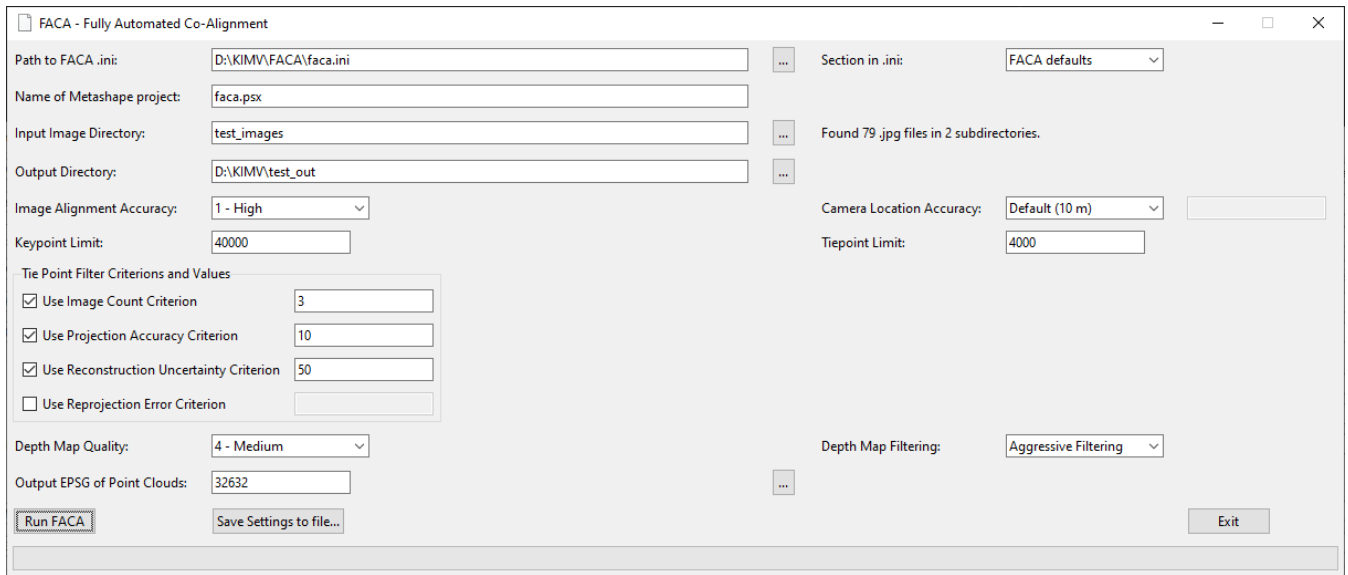 FACA - Fully Automated Co-Alignment
Path to FACA .ini: D:\KIMV\FACA\faca.ini ... Section in .ini: FACA defaults
Name of Metashape project: faca.psx
Input Image Directory: test_images ... Found 79 .jpg files in 2 subdirectories.
Output Directory: D:\KIMV\test_out ...
Image Alignment Accuracy: 1 - High Camera Location Accuracy: Default (10 m)
Keypoint Limit: 40000 Tiepoint Limit: 4000
Tie Point Filter Criterions and Values
Use Image Count Criterion 3
Use Projection Accuracy Criterion 10
Use Reconstruction Uncertainty Criterion 50
Use Reprojection Error Criterion
Depth Map Quality: 4 - Medium Depth Map Filtering: Aggressive Filtering
Output EPSG of Point Clouds: 32632 ...
Run FACA Save Settings to file... Exit